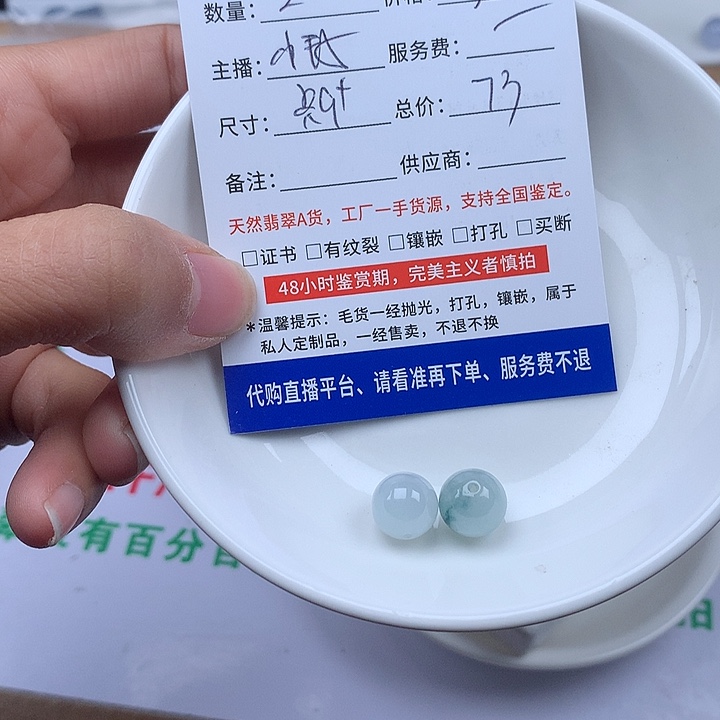 数量： 2 价格：
主播： 服务费：
尺寸： 总价： 73
备注： 供应商：
天然翡翠A货，工厂一手货源，支持全国鉴定。
□证书 □有纹裂 □镶嵌 □打孔 □买断
48小时鉴赏期，完美主义者慎拍
*温馨提示：毛货一经抛光，打孔，镶嵌，属于
私人定制品，一经售卖，不退不换
代购直播平台、请看准再下单、服务费不退
有百分百